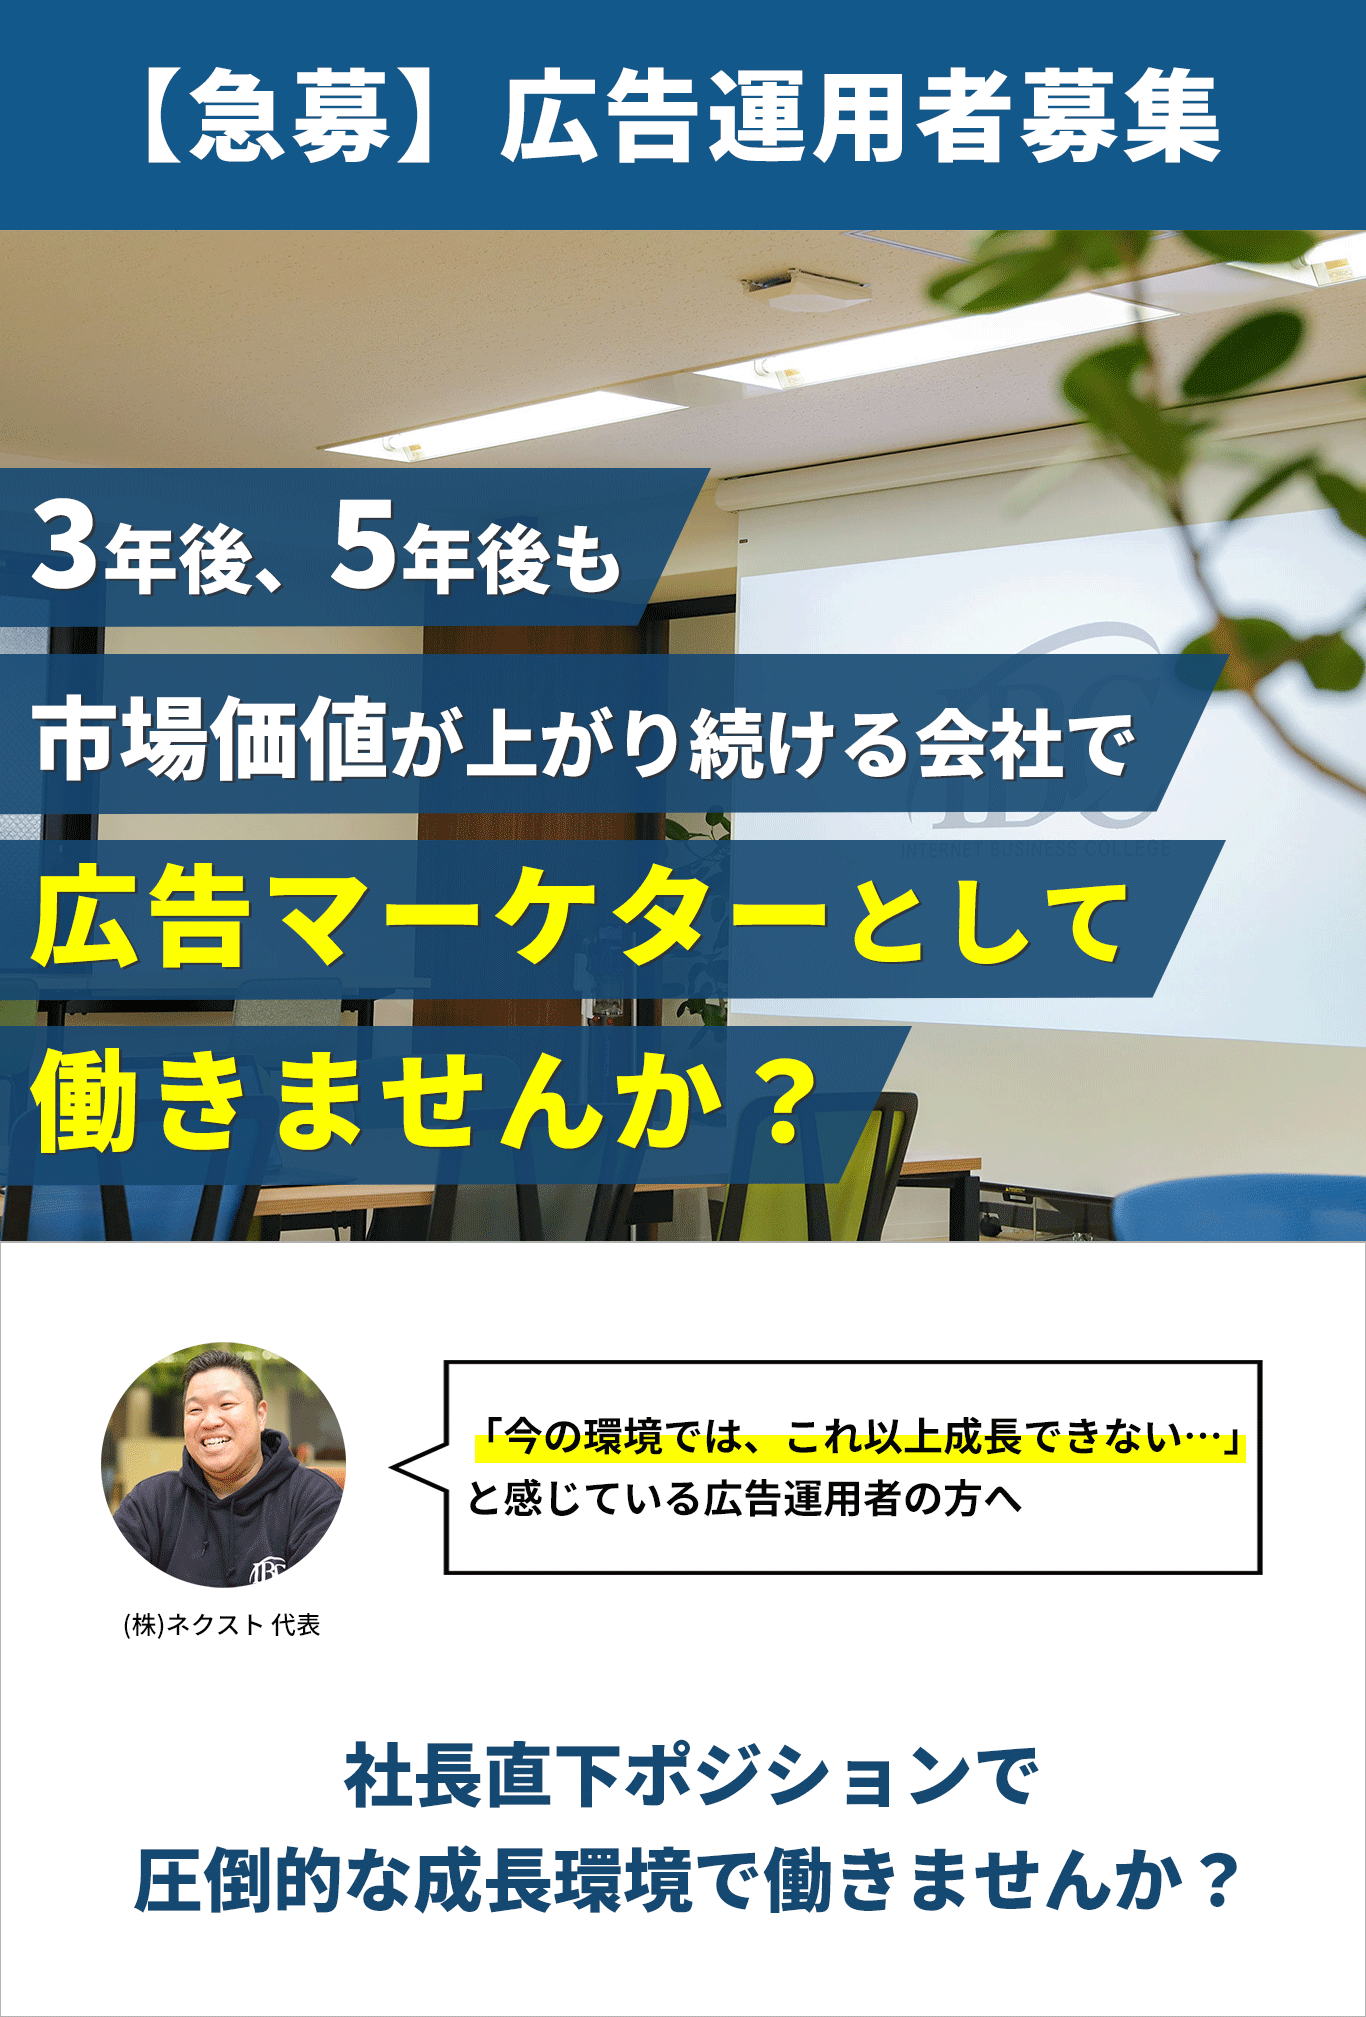 【急募】広告運用者募集
3年後、5年後も
市場価値が上がり続ける会社で
IBC
INTERNET BUSINESS COLLEGE
広告マーケターとして
働きませんか？
「今の環境では、これ以上成長できない…」
と感じている広告運用者の方へ
IBC
(株)ネクスト 代表
社長直下ポジションで
圧倒的な成長環境で働きませんか？